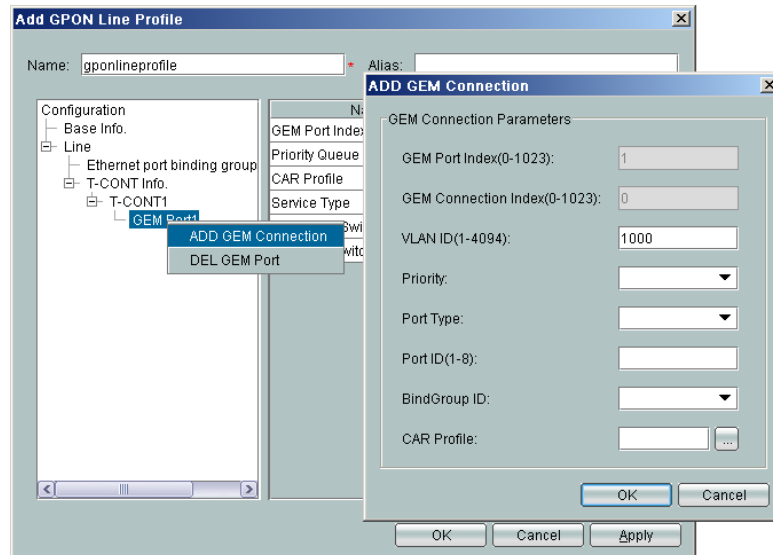 Add GPON Line Profile
Name: gponlineprofile * Alias:
Configuration
Base Info.
Line
Ethernet port binding group
T-CONT Info.
T-CONT1
GEM Port1
ADD GEM Connection
DEL GEM Port
GEM Port Index
Priority Queue
CAR Profile
Service Type
OK Cancel Apply
ADD GEM Connection
GEM Connection Parameters
GEM Port Index(0-1023): 1
GEM Connection Index(0-1023): 0
VLAN ID(1-4094): 1000
Priority:
Port Type:
Port ID(1-8):
BindGroup ID:
CAR Profile: ...
OK Cancel